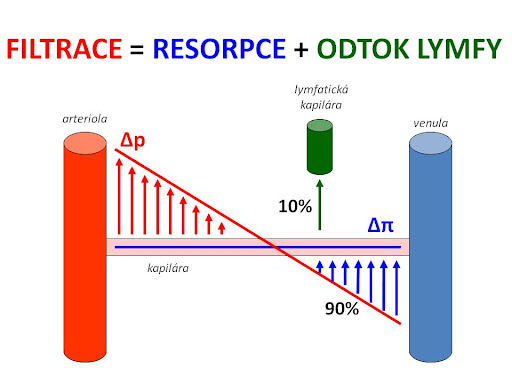 FILTRACE = RESORPCE + ODTOK LYMFY
lymfatická
kapilára
arteriola
venula
Δp
10%
Δπ
kapilára
90%